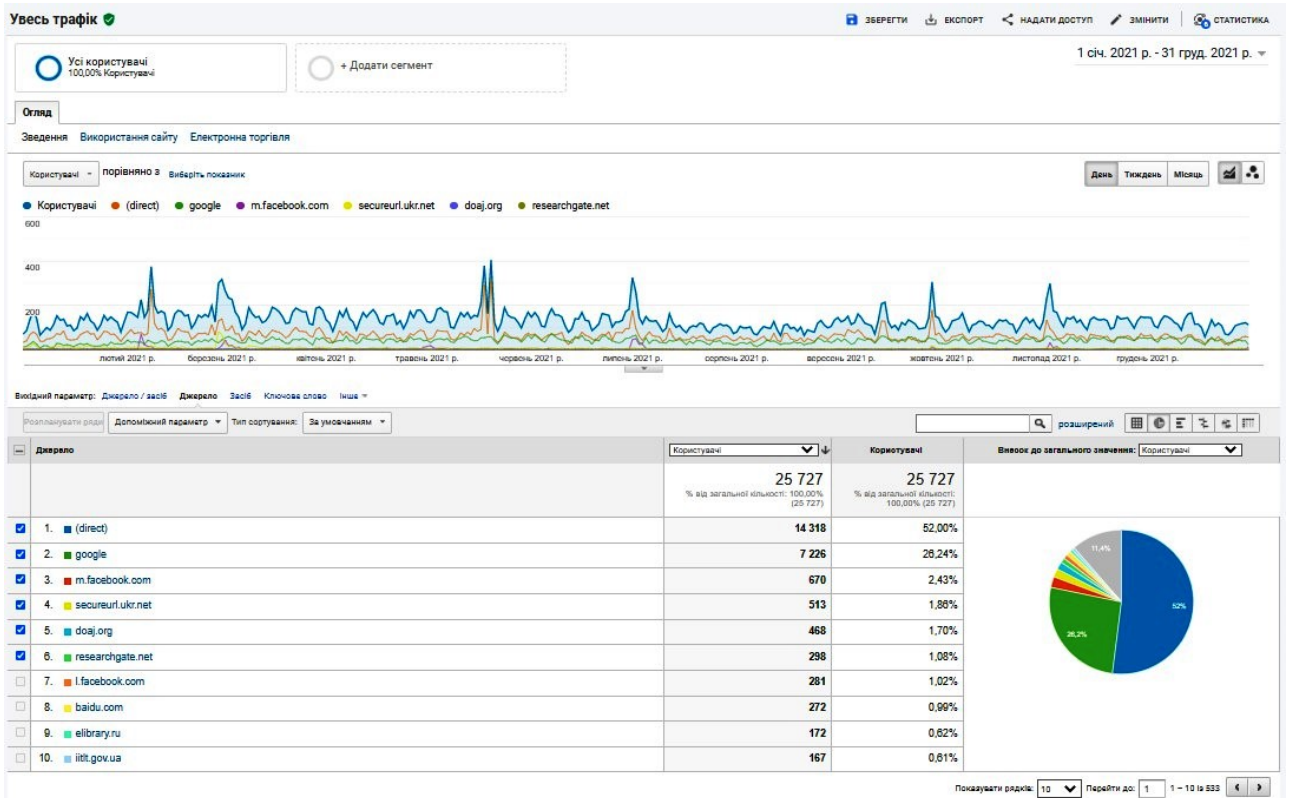 Увесь трафік
ЗБЕРЕГТИ ЕКСПОРТ НАДАТИ ДОСТУП ЗМІНИТИ СТАТИСТИКА
Усі користувачі
100,00% Користувачі
+ Додати сегмент
1 січ. 2021 р. - 31 груд. 2021 р.
Огляд
Зведення Використання сайту Електронна торгівля
Користувачі порівняно з Виберіть показник
День Тиждень Місяць
Користувачі (direct) google m.facebook.com secureurl.ukr.net doaj.org researchgate.net
600
400
200
лютий 2021 р. березень 2021 р. квітень 2021 р. травень 2021 р. червень 2021 р. липень 2021 р. серпень 2021 р. вересень 2021 р. жовтень 2021 р. листопад 2021 р. грудень 2021 р.
Вихідний параметр: Джерело / засіб Джерело Засіб Ключове слово Інше
Розпланувати ряди Допоміжний параметр Тип сортування: За умовчанням розширений
Джерело Користувачі Користувачі Внесок до загального значення: Користувачі
25 727 25 727
% від загальної кількості: 100,00% (25 727) % від загальної кількості: 100,00% (25 727)
1. (direct) 14 318 52,00%
2. google 7 226 26,24%
3. m.facebook.com 670 2,43%
4. secureurl.ukr.net 513 1,86%
5. doaj.org 468 1,70%
6. researchgate.net 298 1,08%
7. l.facebook.com 281 1,02%
8. baidu.com 272 0,99%
9. elibrary.ru 172 0,62%
10. iitlt.gov.ua 167 0,61%
11,4%
52%
26,2%
Показувати рядків: 10 Перейти до: 1 1 – 10 із 533